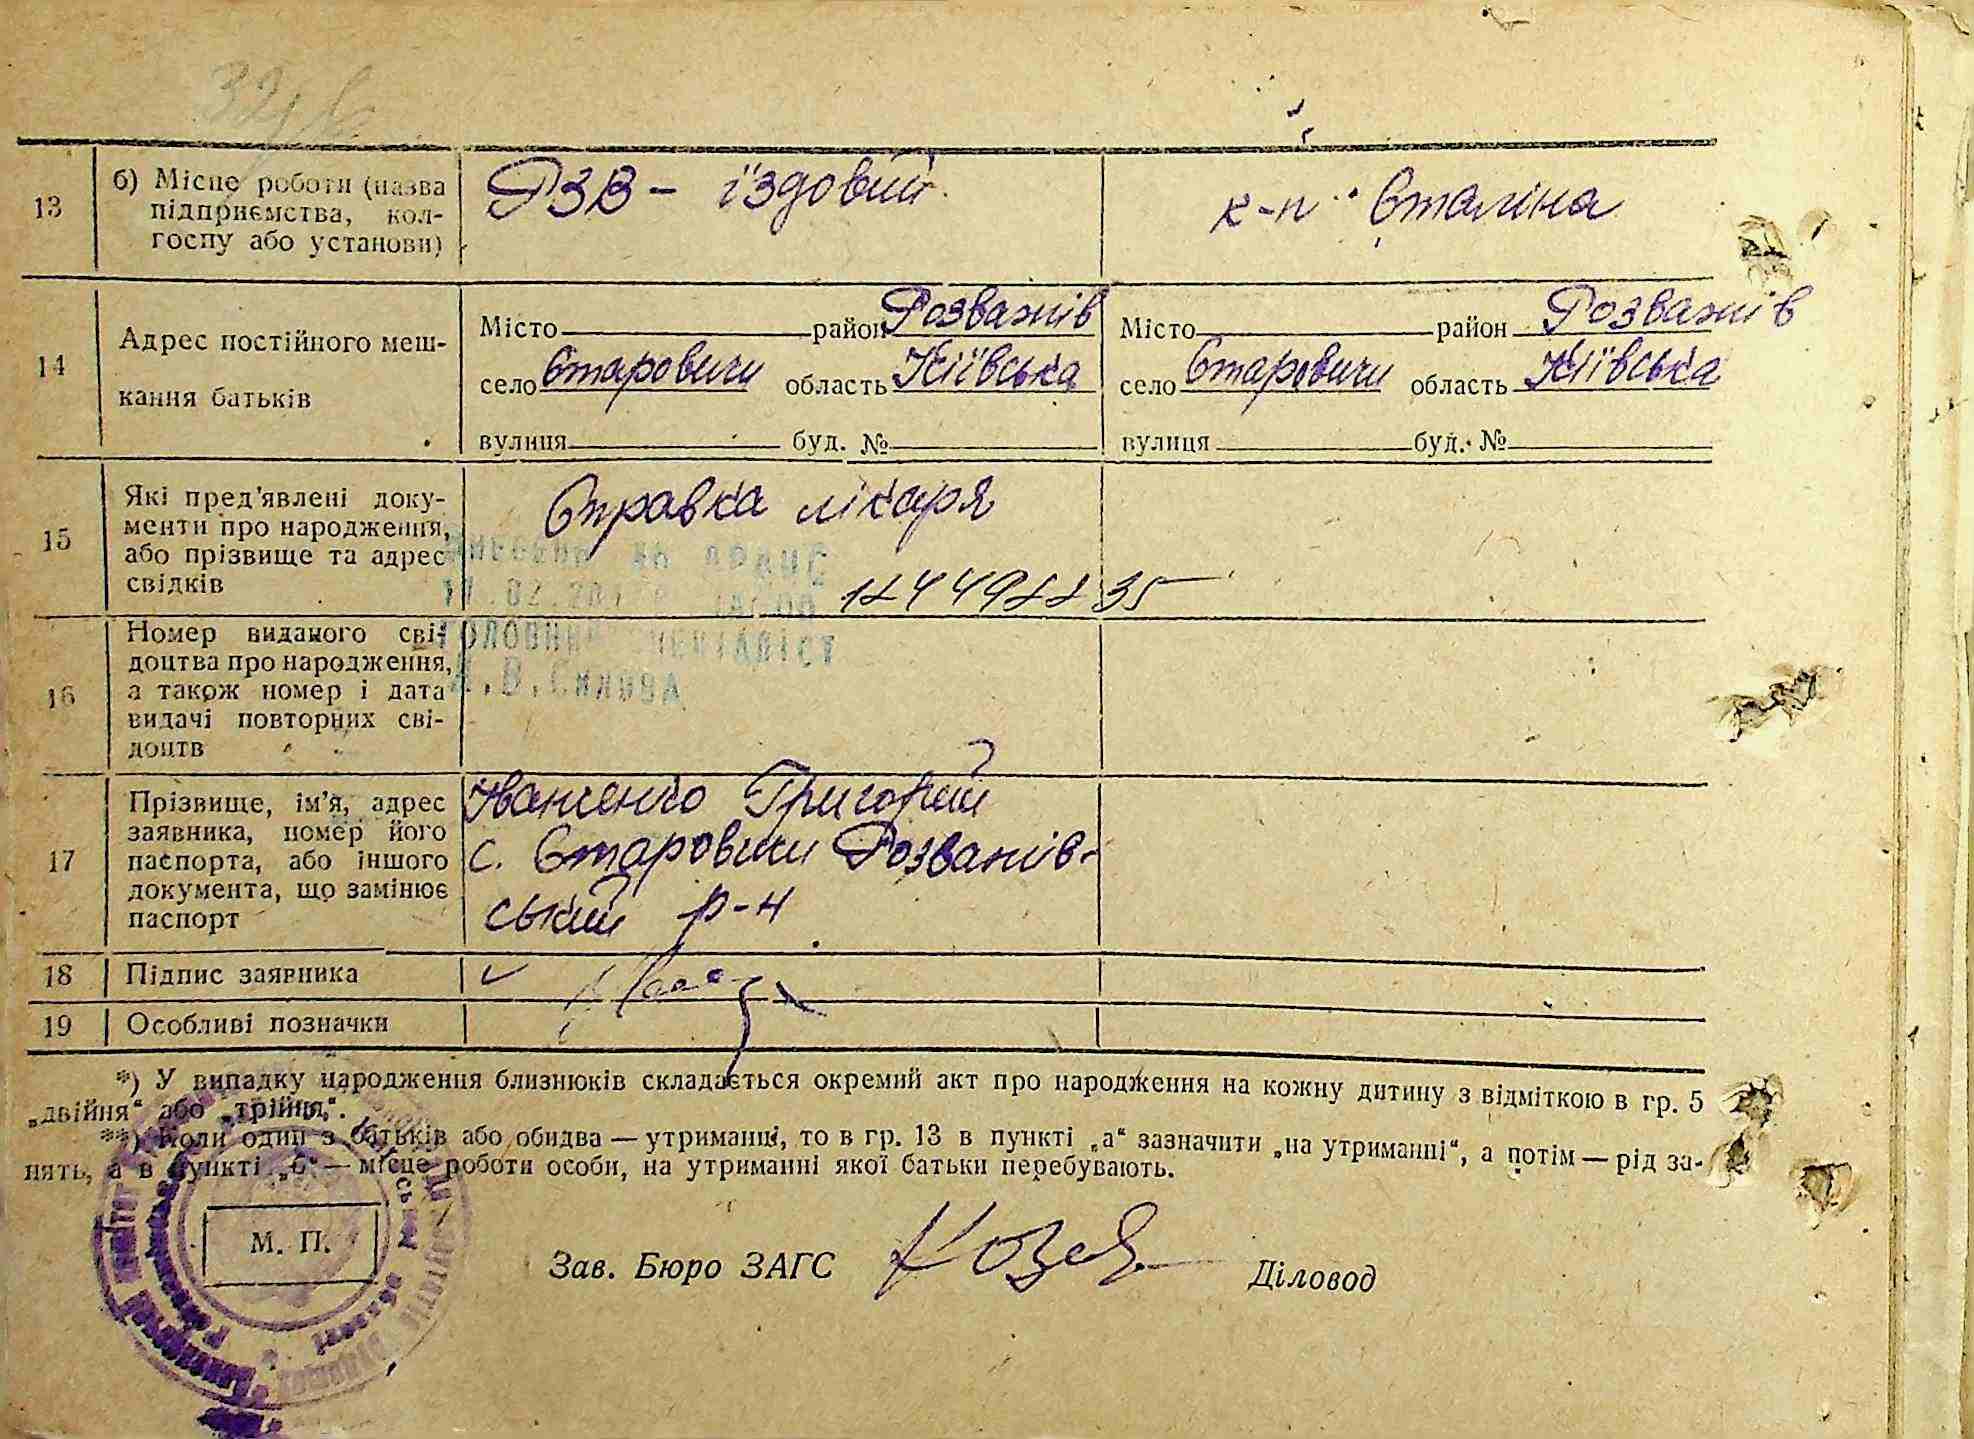 13 б) Місце роботи (назва підприємства, кол-
госпу або установи)
РЗВ - їздовий
к-п Сталіна
14 Адрес постійного меш-
кання батьків
Місто район Розважів
село Старовичи область Київська
вулиця буд. №
Місто район Розважів
село Старовичи область Київська
вулиця буд. №
15 Які пред'явлені доку-
менти про народження,
або прізвище та адрес
свідків
Справка лікаря
16 Номер виданого сві-
доцтва про народження,
а також номер і дата
видачі повторних сві-
доцтв
17 Прізвище, ім'я, адрес
заявника, номер його
паспорта, або іншого
документа, що замінює
паспорт
Іваненко Григорий
с. Старовичи Розважів-
ський р-н
18 Підпис заявника
19 Особливі позначки
*) У випадку народження близнюків складається окремий акт про народження на кожну дитину з відміткою в гр. 5
„двійня“ або „трійня“.
**) Коли один з батьків або обидва — утриманці, то в гр. 13 в пункті „а“ зазначити „на утриманні“, а потім — рід за-
нять, а в пункті „б“ — місце роботи особи, на утриманні якої батьки перебувають.
М. П.
Зав. Бюро ЗАГС
Діловод